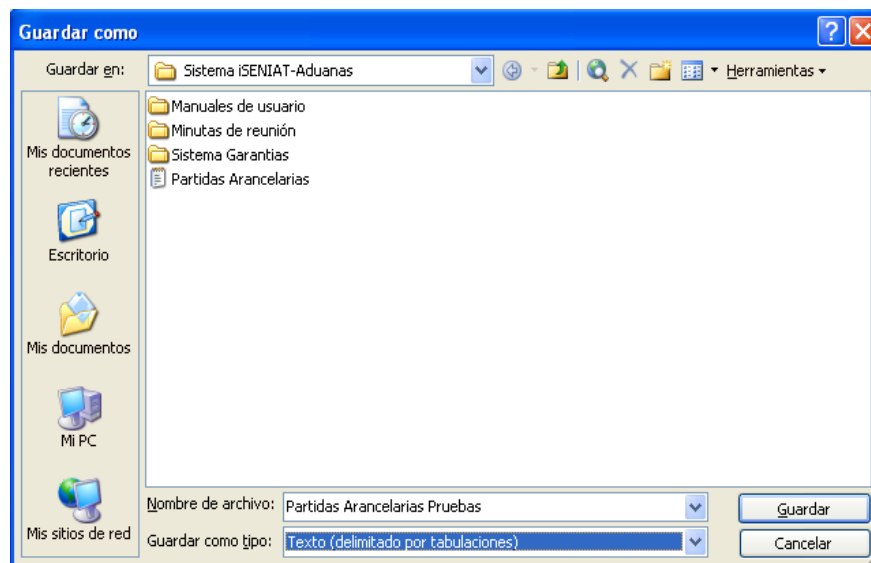 Guardar como
Guardar en:
Sistema iSENIAT-Aduanas
Herramientas
Mis documentos
recientes
Escritorio
Mis documentos
Mi PC
Mis sitios de red
Manuales de usuario
Minutas de reunión
Sistema Garantias
Partidas Arancelarias
Nombre de archivo: Partidas Arancelarias Pruebas
Guardar
Guardar como tipo: Texto (delimitado por tabulaciones)
Cancelar